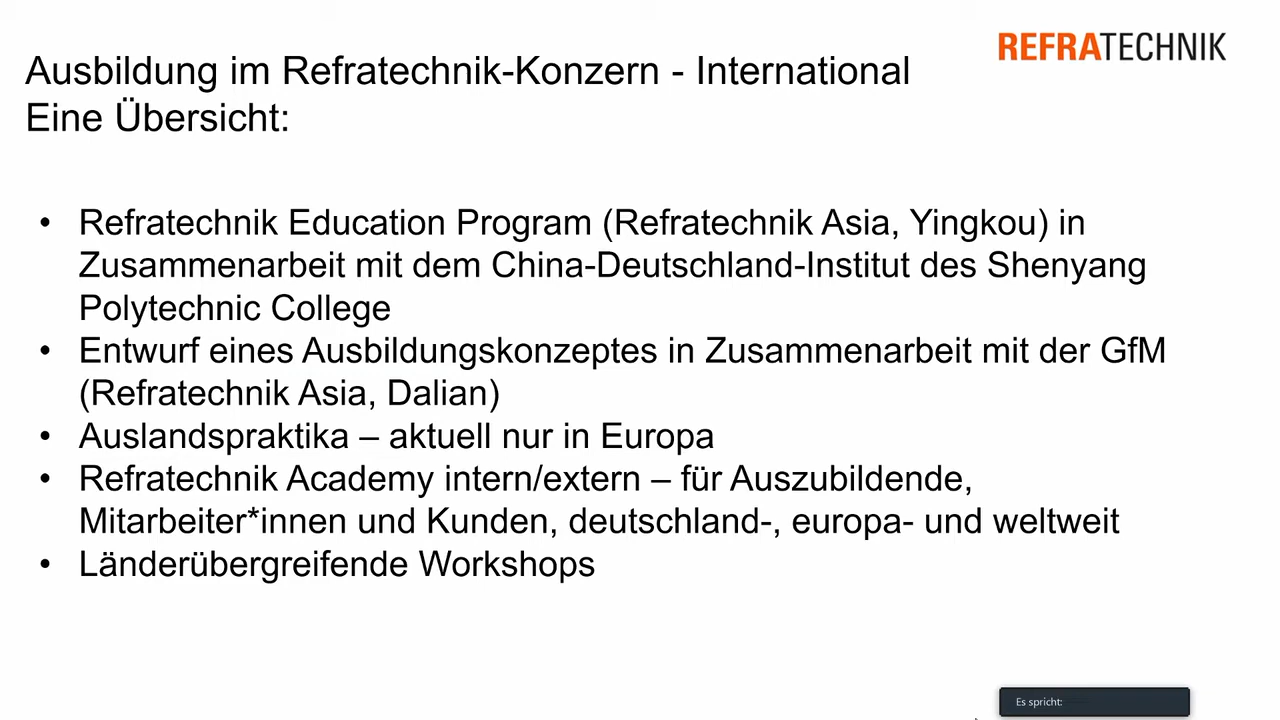 REFRATECHNIK
Ausbildung im Refratechnik-Konzern - International
Eine Übersicht:
• Refratechnik Education Program (Refratechnik Asia, Yingkou) in
Zusammenarbeit mit dem China-Deutschland-Institut des Shenyang
Polytechnic College
• Entwurf eines Ausbildungskonzeptes in Zusammenarbeit mit der GfM
(Refratechnik Asia, Dalian)
• Auslandspraktika – aktuell nur in Europa
• Refratechnik Academy intern/extern – für Auszubildende,
Mitarbeiter*innen und Kunden, deutschland-, europa- und weltweit
• Länderübergreifende Workshops
Es spricht: